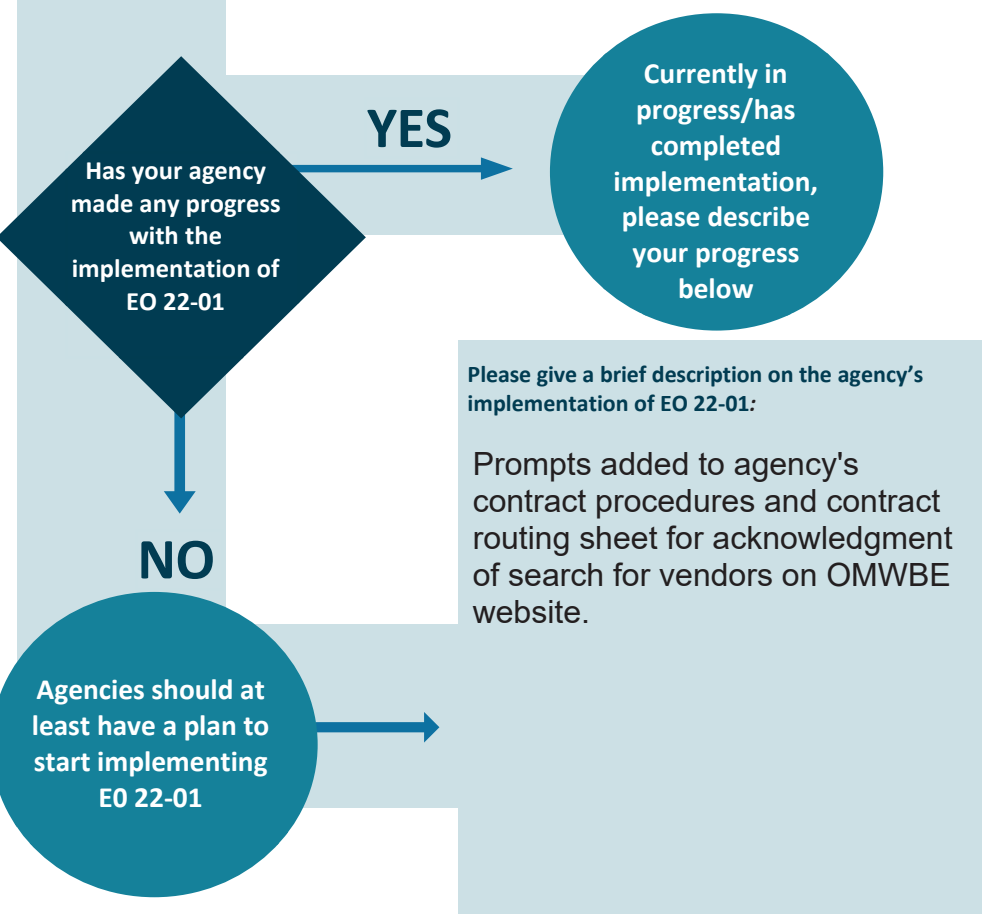 Has your agency
made any progress
with the
implementation of
EO 22-01
YES
Currently in
progress/has
completed
implementation,
please describe
your progress
below
Please give a brief description on the agency’s
implementation of EO 22-01:
Prompts added to agency's
contract procedures and contract
routing sheet for acknowledgment
of search for vendors on OMWBE
website.
NO
Agencies should at
least have a plan to
start implementing
E0 22-01